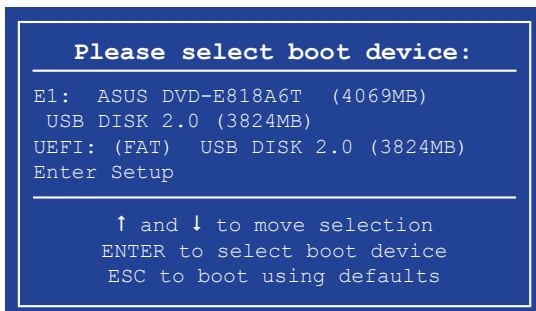 Please select boot device:
E1: ASUS DVD-E818A6T (4069MB)
USB DISK 2.0 (3824MB)
UEFI: (FAT) USB DISK 2.0 (3824MB)
Enter Setup
↑ and ↓ to move selection
ENTER to select boot device
ESC to boot using defaults